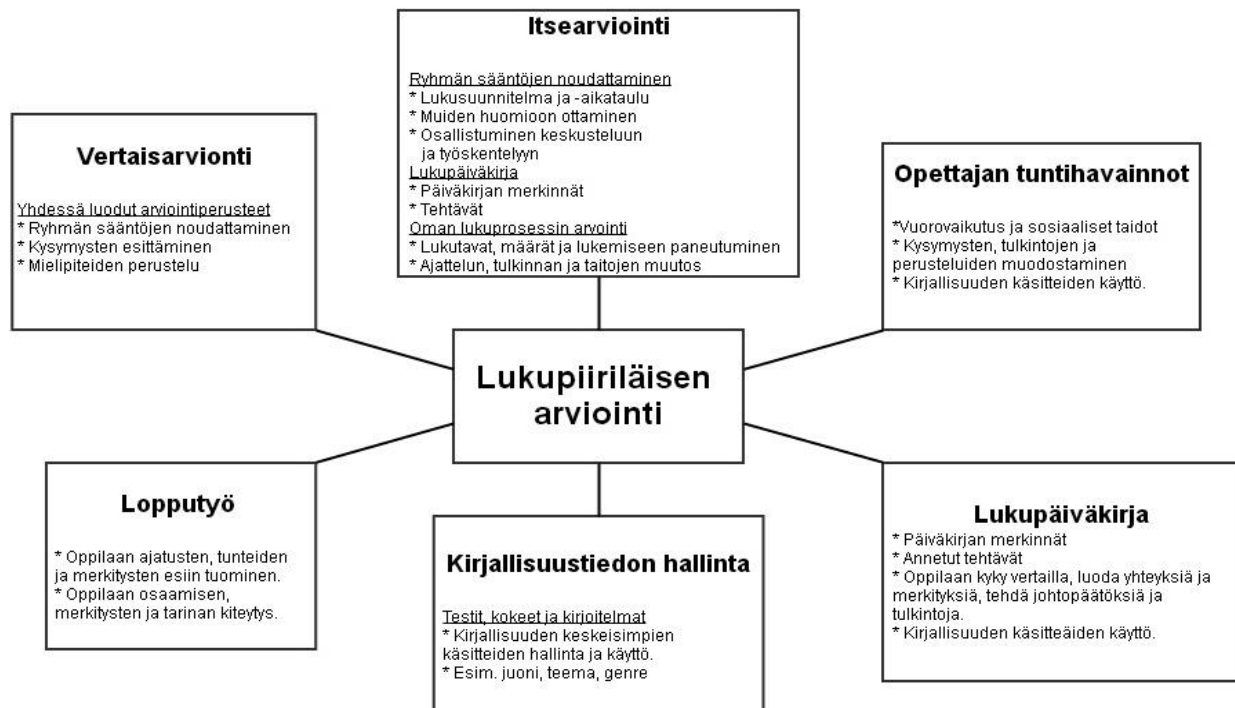 Itsearviointi
Ryhmän sääntöjen noudattaminen
* Lukusuunnitelma ja -aikataulu
* Muiden huomioon ottaminen
* Osallistuminen keskusteluun
ja työskentelyyn
Lukupäiväkirja
* Päiväkirjan merkinnät
* Tehtävät
Oman lukuprosessin arvointi
* Lukutavat, määrät ja lukemiseen paneutuminen
* Ajattelun, tulkinnan ja taitojen muutos
Vertaisarvionti
Yhdessä luodut arviointiperusteet
* Ryhmän sääntöjen noudattaminen
* Kysymysten esittäminen
* Mielipiteiden perustelu
Opettajan tuntihavainnot
*Vuorovaikutus ja sosiaaliset taidot
* Kysymysten, tulkintojen ja
perusteluiden muodostaminen
* Kirjallisuuden käsitteiden käyttö.
Lukupiiriläisen
arviointi
Lopputyö
* Oppilaan ajatusten, tunteiden
ja merkitysten esiin tuominen.
* Oppilaan osaamisen,
merkitysten ja tarinan kiteytys.
Kirjallisuustiedon hallinta
Testit, kokeet ja kirjoitelmat
* Kirjallisuuden keskeisimpien
käsitteiden hallinta ja käyttö.
* Esim. juoni, teema, genre
Lukupäiväkirja
* Päiväkirjan merkinnät
* Annetut tehtävät
* Oppilaan kyky vertailla, luoda yhteyksiä ja
merkityksiä, tehdä johtopäätöksiä ja
tulkintoja.
* Kirjallisuuden käsitteäiden käyttö.